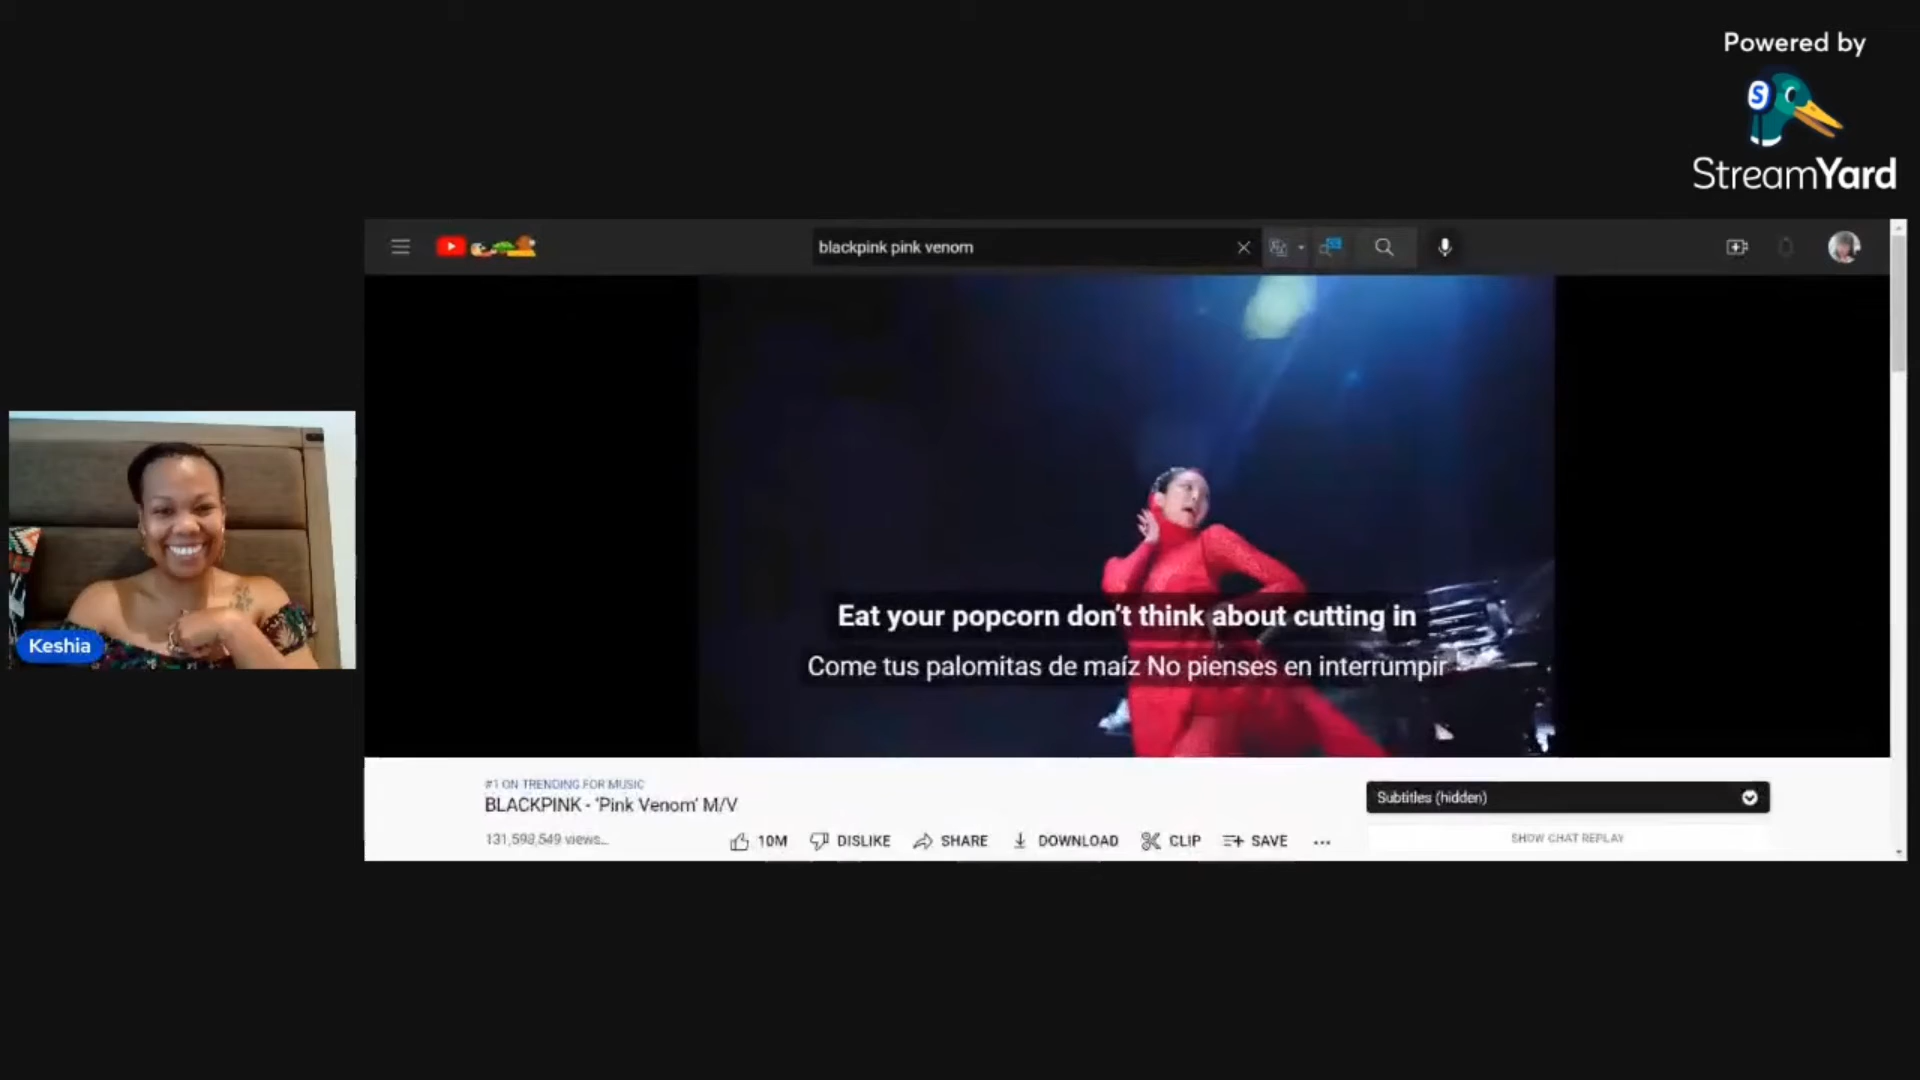 Powered by
StreamYard
blackpink pink venom
Eat your popcorn don't think about cutting in
Come tus palomitas de maíz No pienses en interrumpir
Keshia
#1 ON TRENDING FOR MUSIC
BLACKPINK - 'Pink Venom' M/V
Subtitles (hidden)
131,598,549 views...
10M
DISLIKE
SHARE
DOWNLOAD
CLIP
SAVE
SHOW CHAT REPLAY